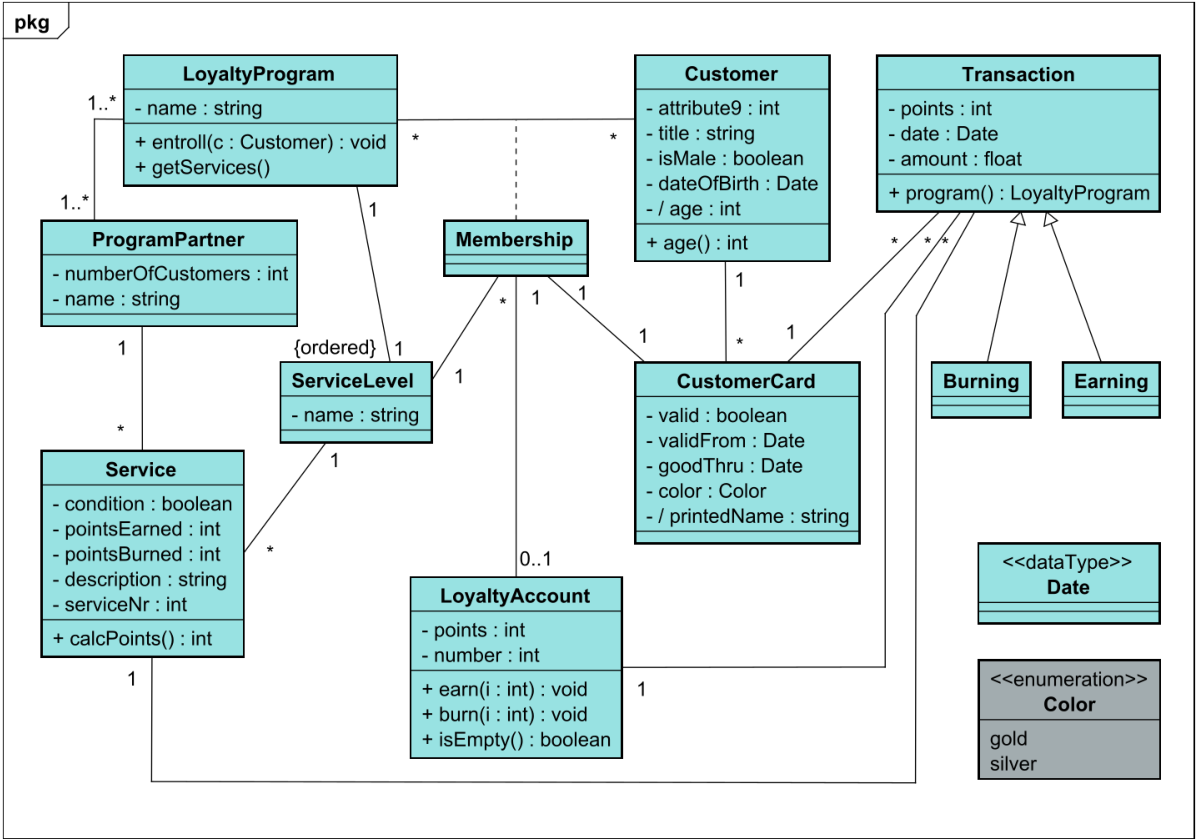 pkg
LoyaltyProgram
- name : string
+ entroll(c : Customer) : void
+ getServices()
Customer
- attribute9 : int
- title : string
- isMale : boolean
- dateOfBirth : Date
- / age : int
+ age() : int
Transaction
- points : int
- date : Date
- amount : float
+ program() : LoyaltyProgram
1..*
*
*
1..*
1
ProgramPartner
- numberOfCustomers : int
- name : string
Membership
*
*
*
*
1
1
1
1
1
{ordered}
1
1
1
*
1
ServiceLevel
- name : string
CustomerCard
- valid : boolean
- validFrom : Date
- goodThru : Date
- color : Color
- / printedName : string
Burning
Earning
*
1
*
Service
- condition : boolean
- pointsEarned : int
- pointsBurned : int
- description : string
- serviceNr : int
+ calcPoints() : int
0..1
LoyaltyAccount
- points : int
- number : int
+ earn(i : int) : void
+ burn(i : int) : void
+ isEmpty() : boolean
<<dataType>>
Date
1
1
<<enumeration>>
Color
gold
silver